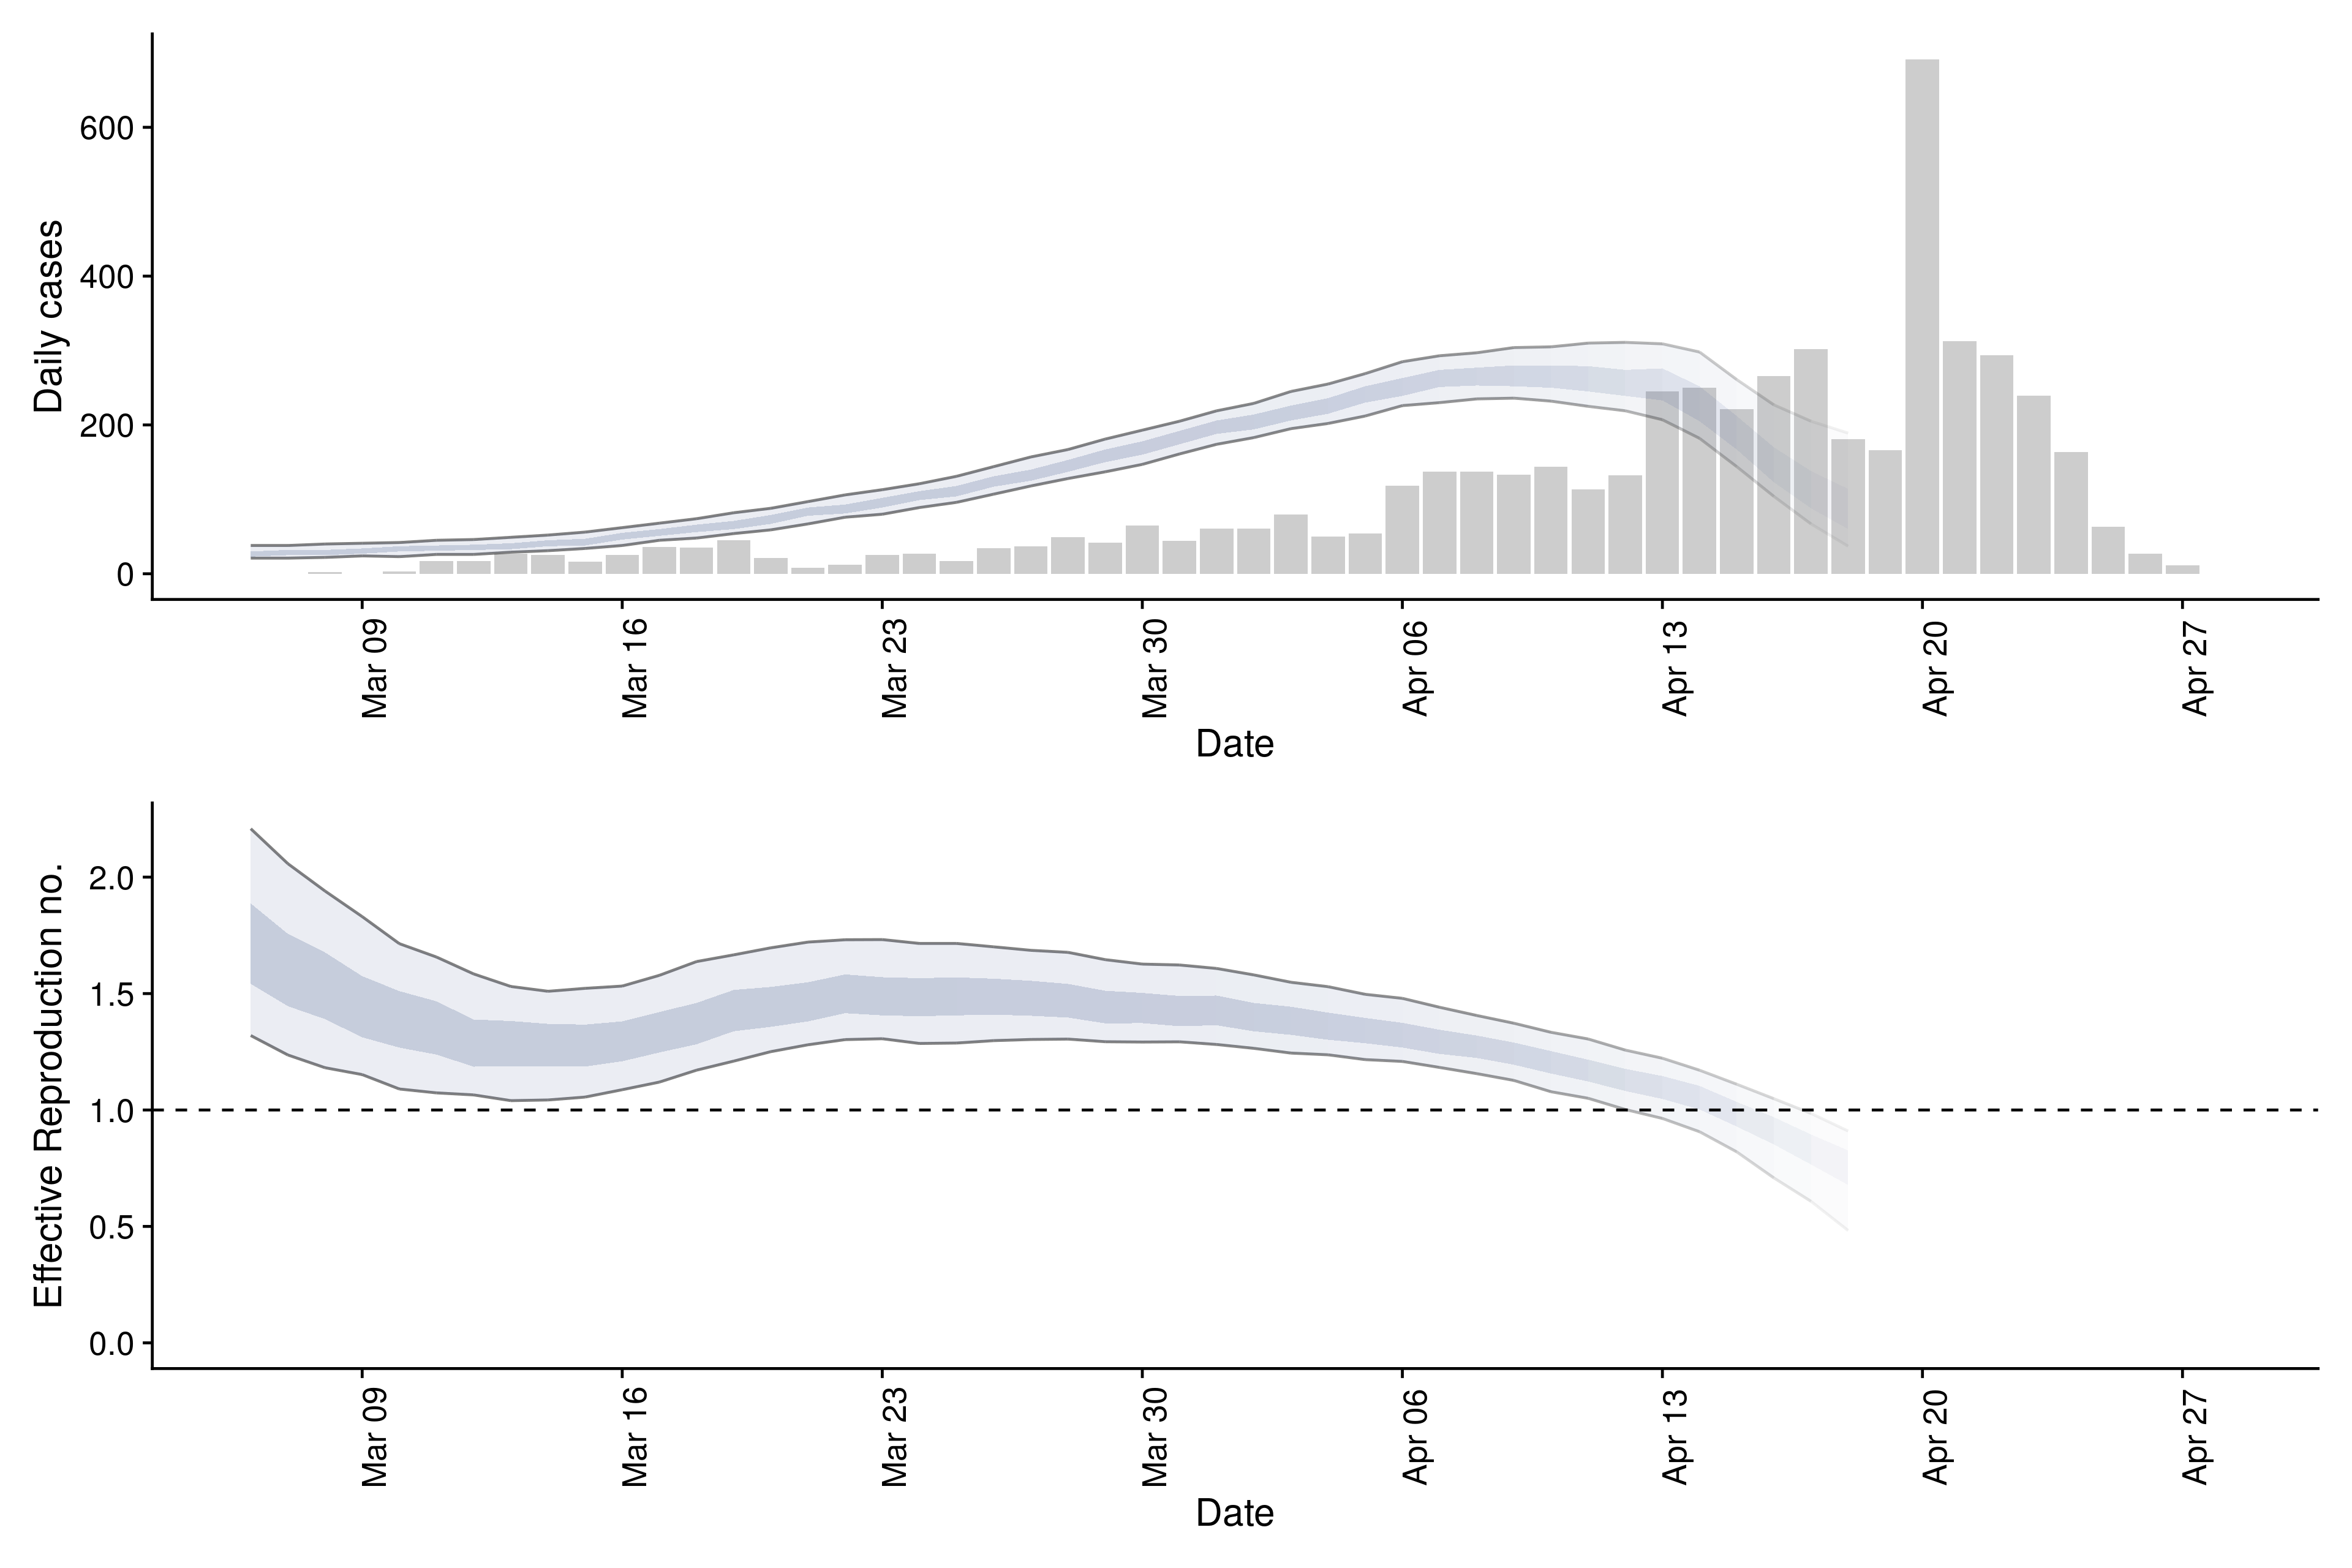 Daily cases
600
400
200
0
Mar 09
Mar 16
Mar 23
Mar 30
Apr 06
Apr 13
Apr 20
Apr 27
Date
Effective Reproduction no.
2.0
1.5
1.0
0.5
0.0
Mar 09
Mar 16
Mar 23
Mar 30
Apr 06
Apr 13
Apr 20
Apr 27
Date